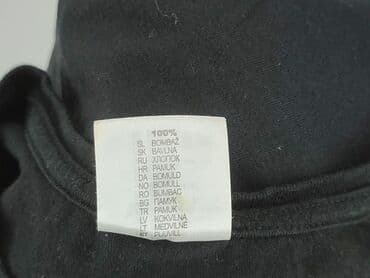 100%
SL BOMBAŽ
SK BAVLNA
RU ХЛОПОК
HR PAMUK
DA BOMULD
NO BOMULL
RO BUMBAC
BG ПАМУК
TR PAMUK
LV KOKVILNA
LT MEDVILNĖ
PUUVILL